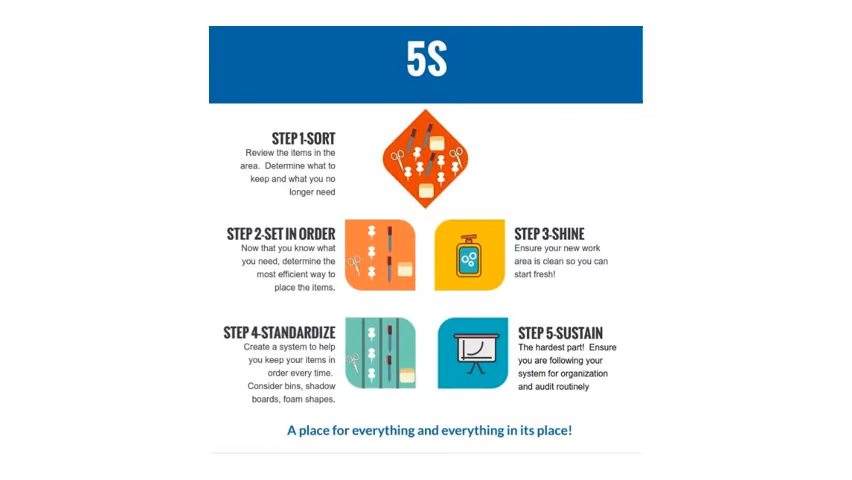 5S
STEP 1-SORT
Review the items in the
area. Determine what to
keep and what you no
longer need
STEP 2-SET IN ORDER
Now that you know what
you need, determine the
most efficient way to
place the items.
STEP 3-SHINE
Ensure your new work
area is clean so you can
start fresh!
STEP 4-STANDARDIZE
Create a system to help
you keep your items in
order every time.
Consider bins, shadow
boards, foam shapes.
STEP 5-SUSTAIN
The hardest part! Ensure
you are following your
system for organization
and audit routinely
A place for everything and everything in its place!